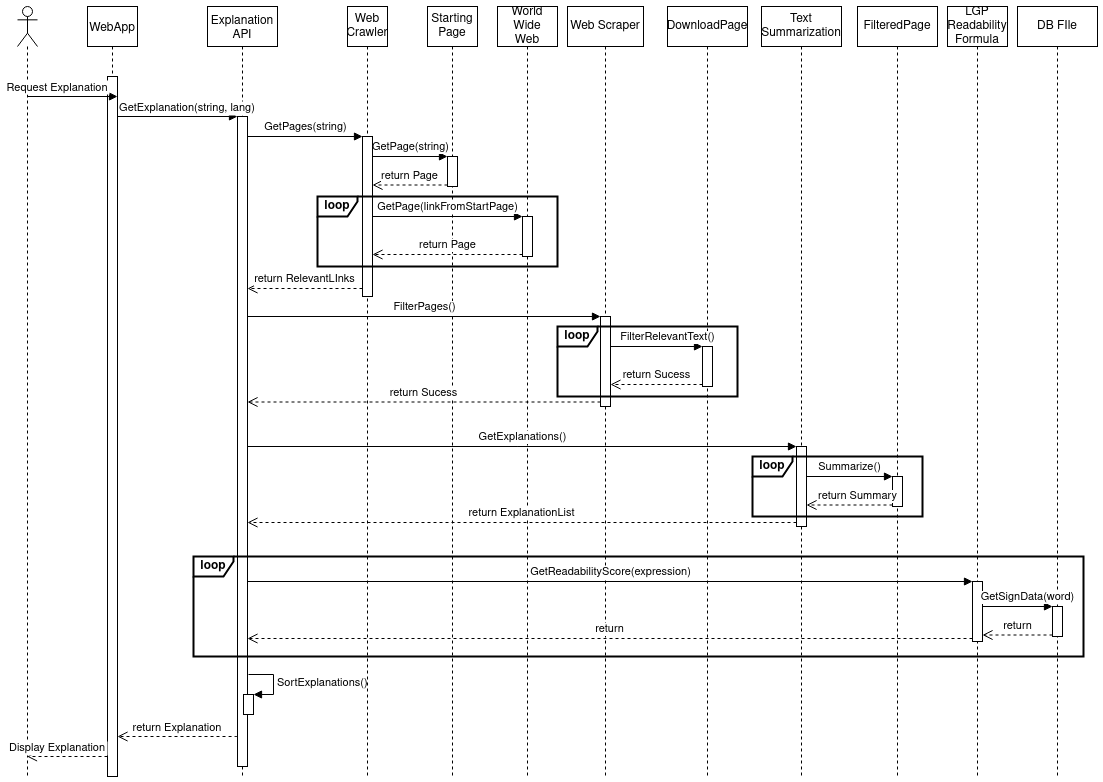 WebApp
Explanation
API
Web
Crawler
Starting
Page
World
Wide
Web
Web Scraper
DownloadPage
Text
Summarization
FilteredPage
LGP
Readability
Formula
DB FIle
Request Explanation
GetExplanation(string, lang)
GetPages(string)
GetPage(string)
return Page
loop
GetPage(linkFromStartPage)
return Page
return RelevantLInks
FilterPages()
loop
FilterRelevantText()
return Sucess
return Sucess
GetExplanations()
loop
Summarize()
return Summary
return ExplanationList
loop
GetReadabilityScore(expression)
GetSignData(word)
return
return
SortExplanations()
return Explanation
Display Explanation